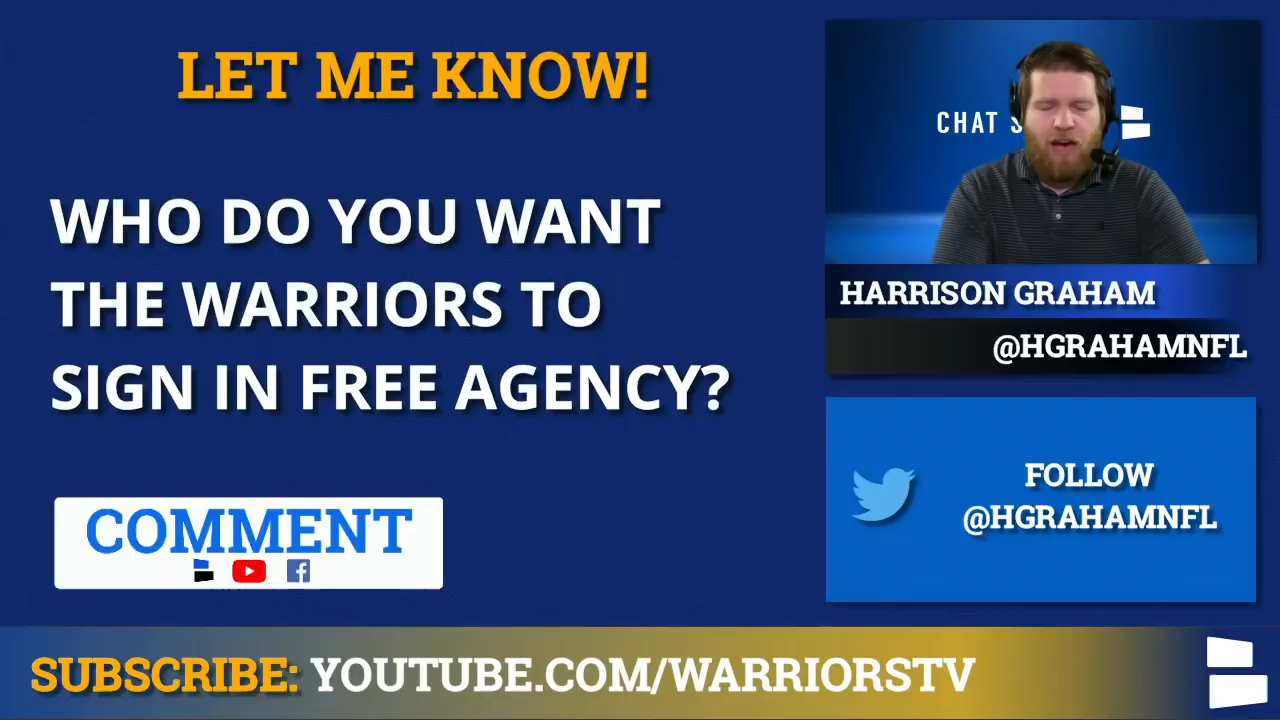 LET ME KNOW!
WHO DO YOU WANT
THE WARRIORS TO
SIGN IN FREE AGENCY?
COMMENT
CHAT S
HARRISON GRAHAM
@HGRAHAMNFL
FOLLOW
@HGRAHAMNFL
SUBSCRIBE: YOUTUBE.COM/WARRIORSTV